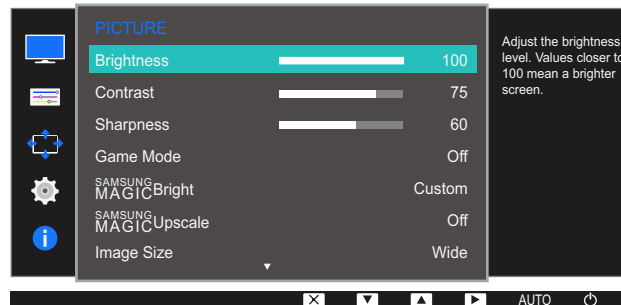 PICTURE
Brightness 100
Contrast 75
Sharpness 60
Game Mode Off
SAMSUNG
MAGIC Bright Custom
SAMSUNG
MAGIC Upscale Off
Image Size Wide
Adjust the brightness
level. Values closer to
100 mean a brighter
screen.
AUTO